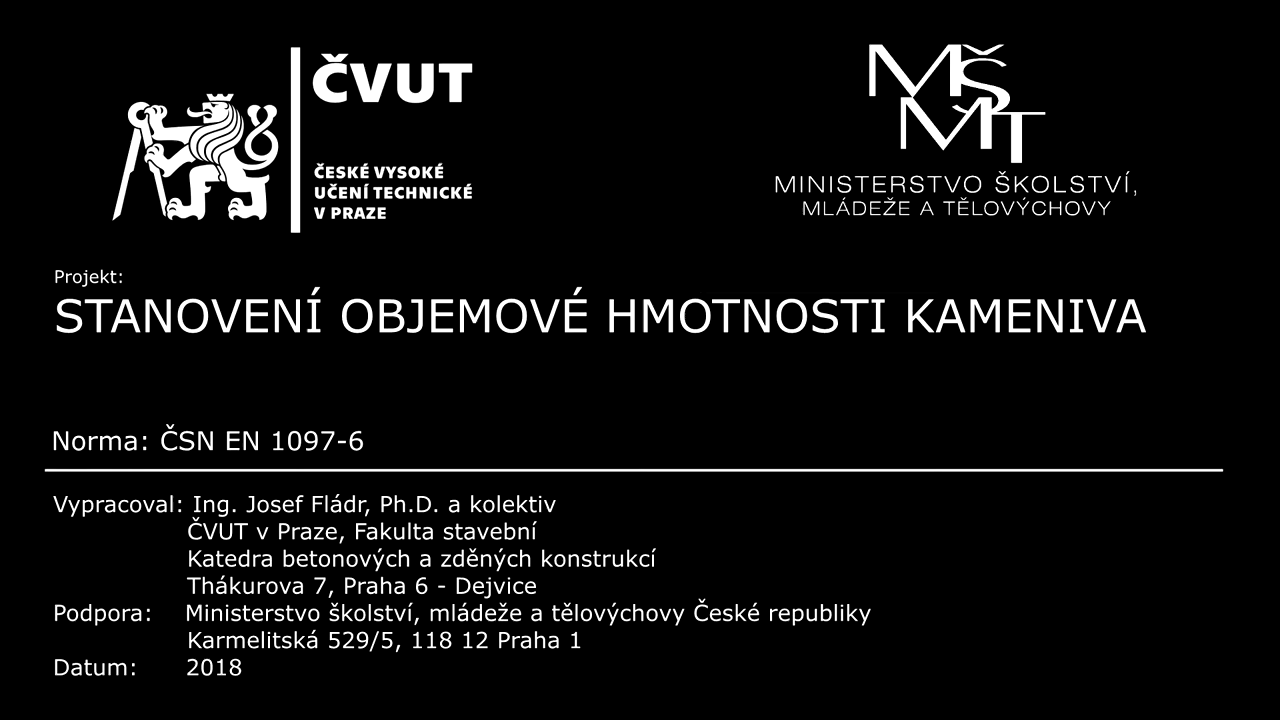 ČVUT
ČESKÉ VYSOKÉ
UČENÍ TECHNICKÉ
V PRAZE
MŠ
MT
MINISTERSTVO ŠKOLSTVÍ,
MLÁDEŽE A TĚLOVÝCHOVY
Projekt:
STANOVENÍ OBJEMOVÉ HMOTNOSTI KAMENIVA
Norma: ČSN EN 1097-6
Vypracoval: Ing. Josef Fládr, Ph.D. a kolektiv
ČVUT v Praze, Fakulta stavební
Katedra betonových a zděných konstrukcí
Thákurova 7, Praha 6 - Dejvice
Podpora: Ministerstvo školství, mládeže a tělovýchovy České republiky
Karmelitská 529/5, 118 12 Praha 1
Datum: 2018